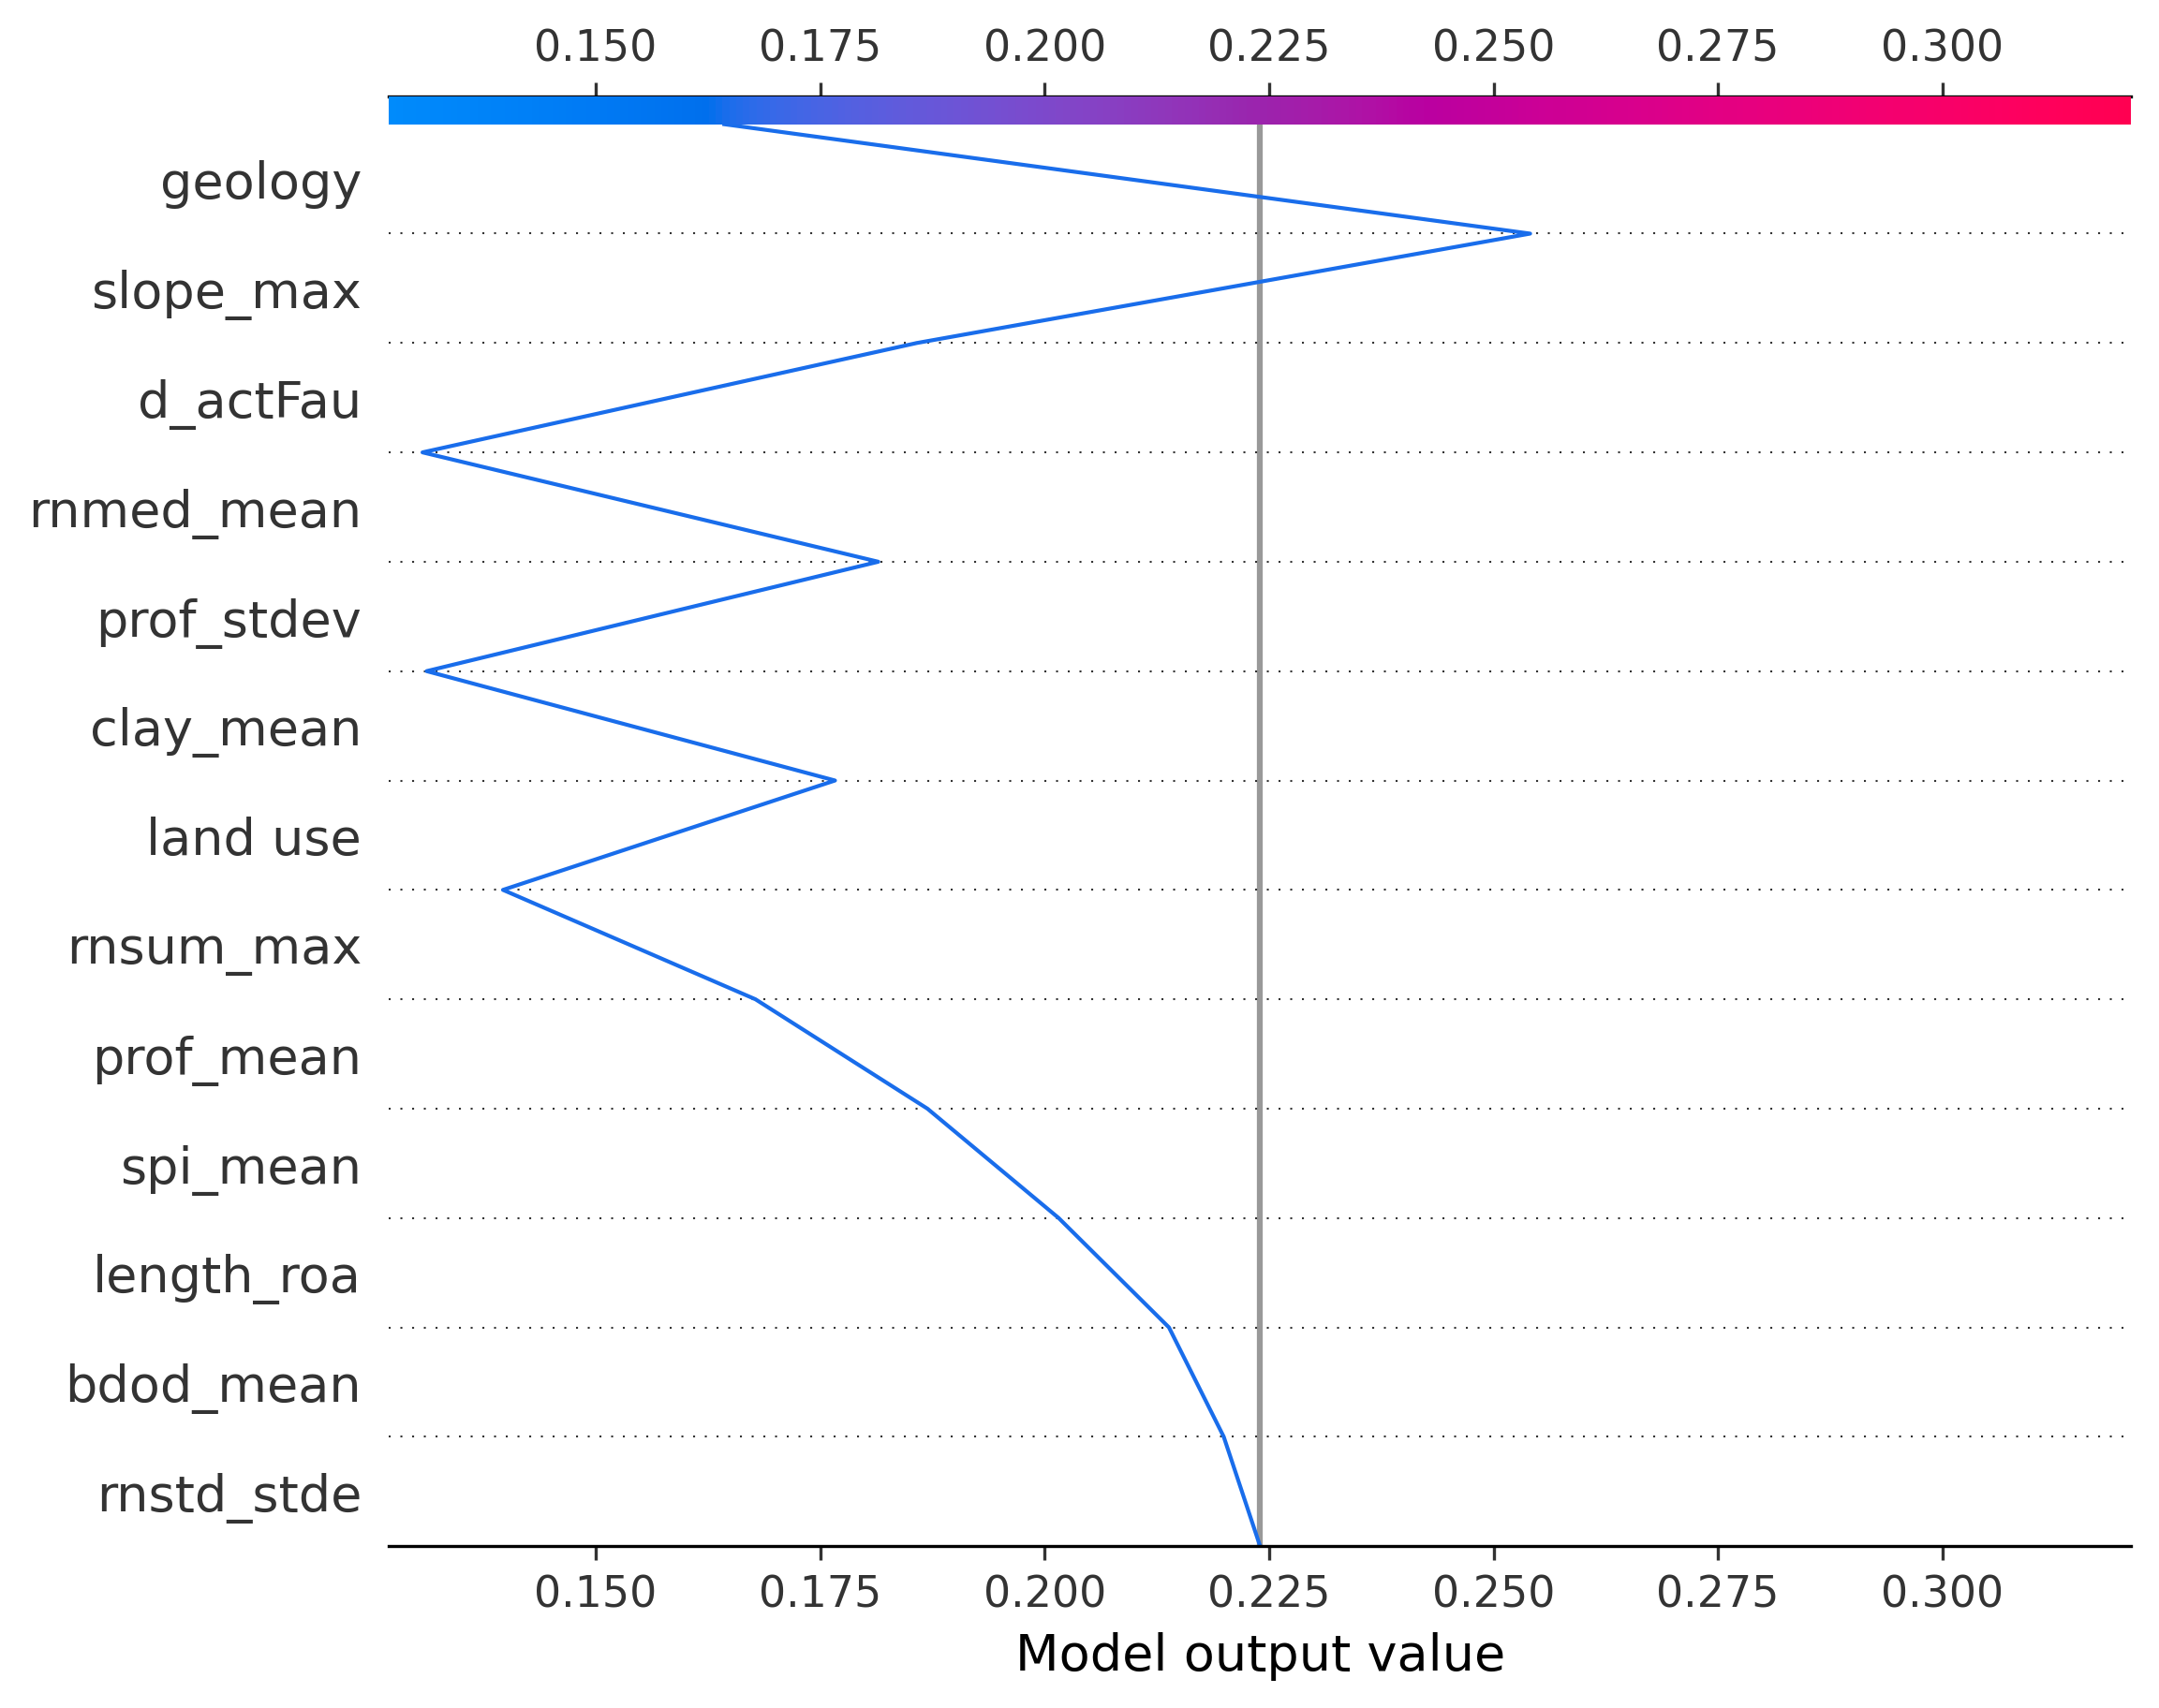 0.150 0.175 0.200 0.225 0.250 0.275 0.300
geology
slope_max
d_actFau
rnmed_mean
prof_stdev
clay_mean
land use
rnsum_max
prof_mean
spi_mean
length_roa
bdod_mean
rnstd_stde
0.150 0.175 0.200 0.225 0.250 0.275 0.300
Model output value